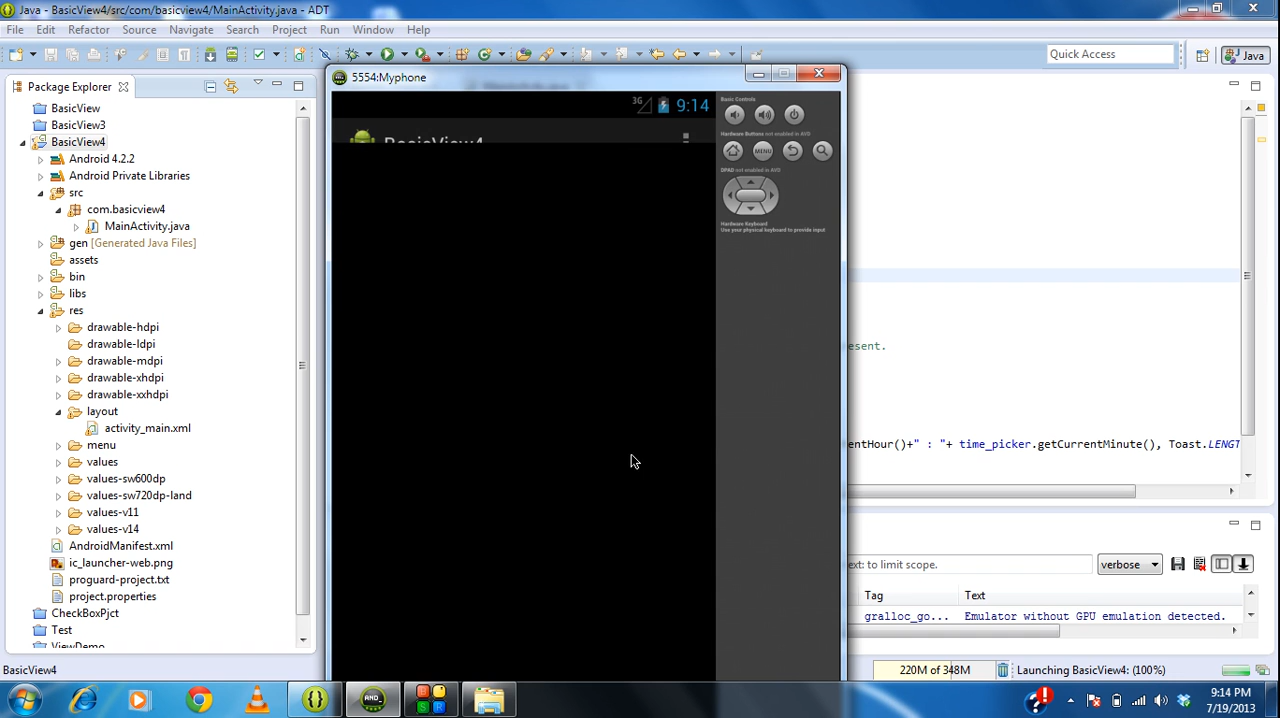 Java - BasicView4/src/com/basicview4/MainActivity.java - ADT
File Edit Refactor Source Navigate Search Project Run Window Help
Quick Access
Java
Package Explorer
BasicView
BasicView3
BasicView4
Android 4.2.2
Android Private Libraries
src
com.basicview4
MainActivity.java
gen [Generated Java Files]
assets
bin
libs
res
drawable-hdpi
drawable-ldpi
drawable-mdpi
drawable-xhdpi
drawable-xxhdpi
layout
activity_main.xml
menu
values
values-sw600dp
values-sw720dp-land
values-v11
values-v14
AndroidManifest.xml
ic_launcher-web.png
proguard-project.txt
project.properties
CheckBoxPjct
Test
ViewDemo
BasicView4
5554:Myphone
3G 9:14
BasicView4
Basic Controls
Hardware Buttons not enabled in AVD
MENU
DPAD not enabled in AVD
Hardware Keyboard
Use your physical keyboard to provide input
esent.
entHour()+" : "+ time_picker.getCurrentMinute(), Toast.LENGT
ext: to limit scope.
verbose
Tag Text
gralloc_go... Emulator without GPU emulation detected.
220M of 348M
Launching BasicView4: (100%)
9:14 PM
7/19/2013